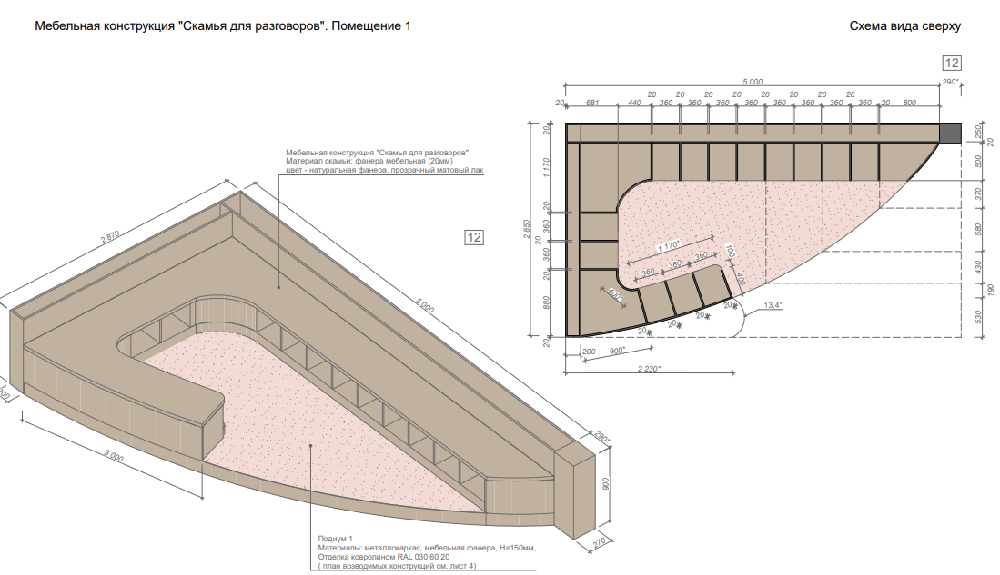 Мебельная конструкция "Скамья для разговоров". Помещение 1
Схема вида сверху
12
5 000
290*
20 20 20 20 20 20 20 20
20 681 440 360 360 360 360 360 360 360 360 20 800
250
20
500
370
580
430
190
530
20
1 170
20
360
20
360
20
880
20
2 850
1 170*
360 360 360
100
400
400*
13,4°
20 20 20 20
200 900*
2 230*
Мебельная конструкция "Скамья для разговоров"
Материал скамьи: фанера мебельная (20мм)
цвет - натуральная фанера, прозрачный матовый лак
12
2 870
5 000
200
3 000
290*
900
270
Подиум 1
Материалы: металлокаркас, мебельная фанера, H=150мм,
Отделка ковролином RAL 030 60 20
( план возводимых конструкций см. лист 4)